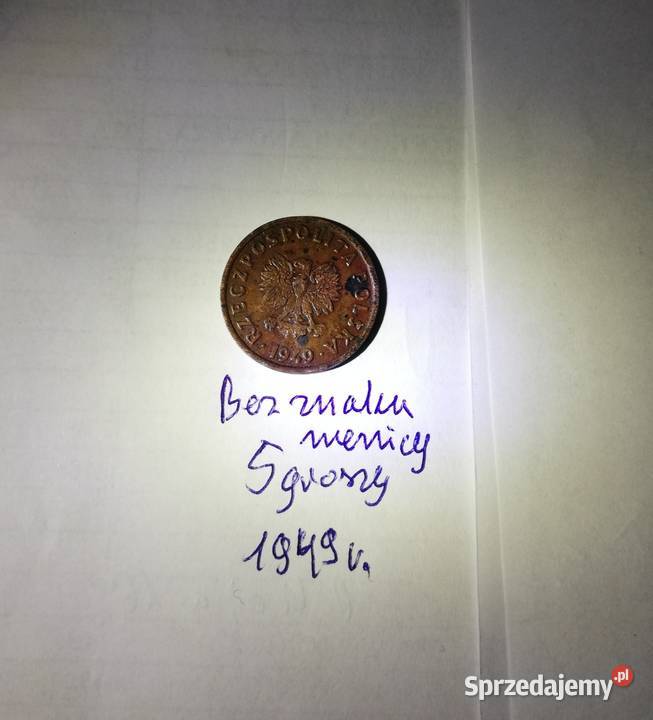 RZECZPOSPOLITA POLSKA
1949
Bez znaku
mennicy
5 groszy
1949 r.
Sprzedajemy.pl